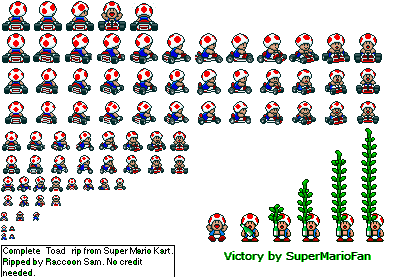 Complete Toad rip from Super Mario Kart.
Ripped by Raccoon Sam. No credit
needed.
Victory by SuperMarioFan